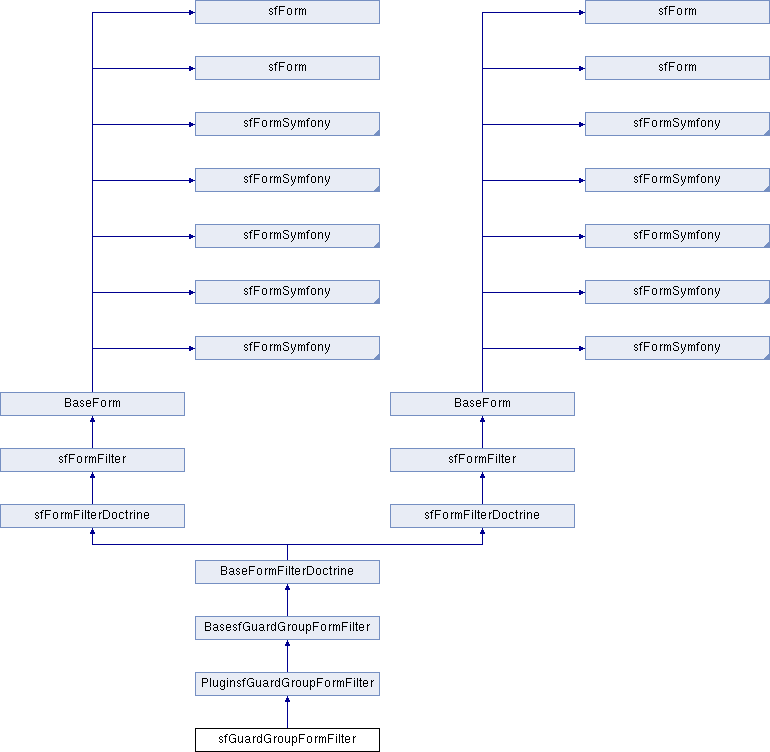 sfForm
sfForm
sfForm
sfForm
sfFormSymfony
sfFormSymfony
sfFormSymfony
sfFormSymfony
sfFormSymfony
sfFormSymfony
sfFormSymfony
sfFormSymfony
sfFormSymfony
sfFormSymfony
BaseForm
BaseForm
sfFormFilter
sfFormFilter
sfFormFilterDoctrine
sfFormFilterDoctrine
BaseFormFilterDoctrine
BasesfGuardGroupFormFilter
PluginsfGuardGroupFormFilter
sfGuardGroupFormFilter